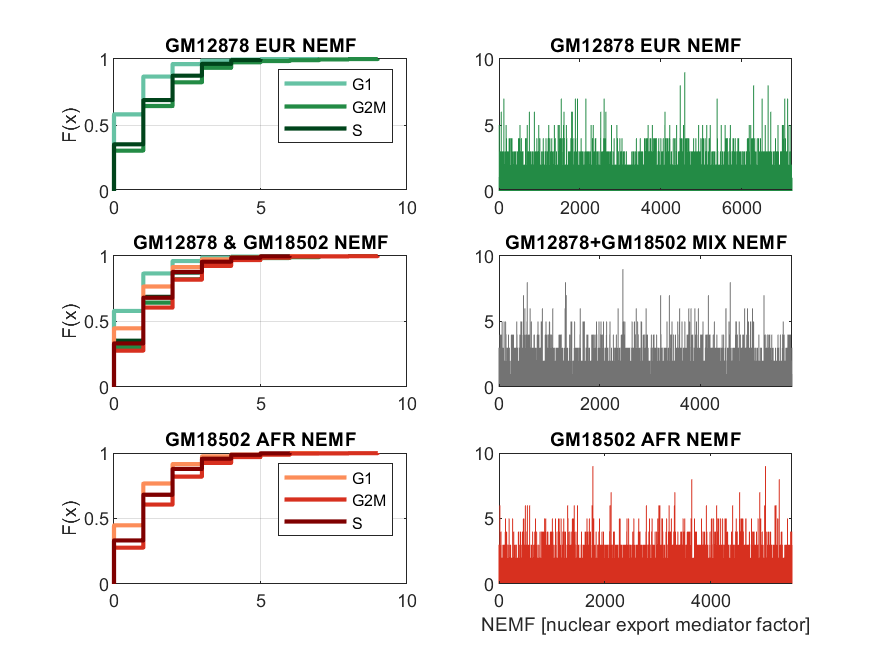 GM12878 EUR NEMF
F(x)
1
0.5
0
0 5 10
G1
G2M
S
GM12878 EUR NEMF
10
5
0
0 2000 4000 6000
GM12878 & GM18502 NEMF
F(x)
1
0.5
0
0 5 10
GM12878+GM18502 MIX NEMF
10
5
0
0 2000 4000
GM18502 AFR NEMF
F(x)
1
0.5
0
0 5 10
G1
G2M
S
GM18502 AFR NEMF
10
5
0
0 2000 4000
NEMF [nuclear export mediator factor]